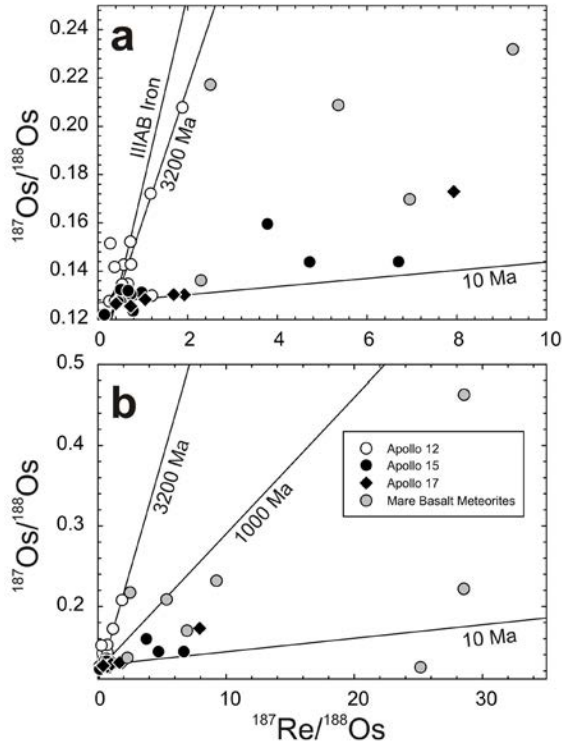 a
0.24
0.22
0.20
0.18
0.16
0.14
0.12
¹⁸⁷Os/¹⁸⁸Os
IIIAB Iron
3200 Ma
10 Ma
0 2 4 6 8 10
b
0.5
0.4
0.3
0.2
¹⁸⁷Os/¹⁸⁸Os
3200 Ma
1000 Ma
10 Ma
Apollo 12
Apollo 15
Apollo 17
Mare Basalt Meteorites
0 10 20 30
¹⁸⁷Re/¹⁸⁸Os